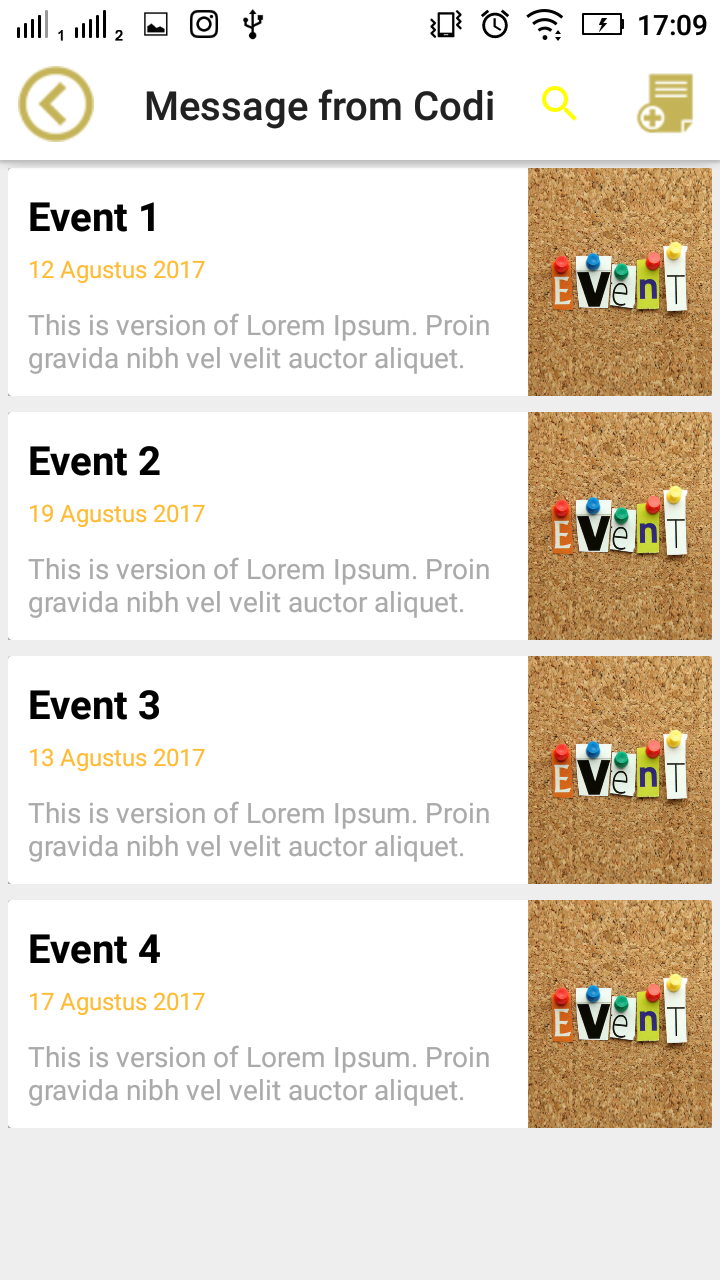 1 2 17:09
Message from Codi
Event 1
12 Agustus 2017
This is version of Lorem Ipsum. Proin
gravida nibh vel velit auctor aliquet.
EVenT
Event 2
19 Agustus 2017
This is version of Lorem Ipsum. Proin
gravida nibh vel velit auctor aliquet.
EVenT
Event 3
13 Agustus 2017
This is version of Lorem Ipsum. Proin
gravida nibh vel velit auctor aliquet.
EVenT
Event 4
17 Agustus 2017
This is version of Lorem Ipsum. Proin
gravida nibh vel velit auctor aliquet.
EVenT